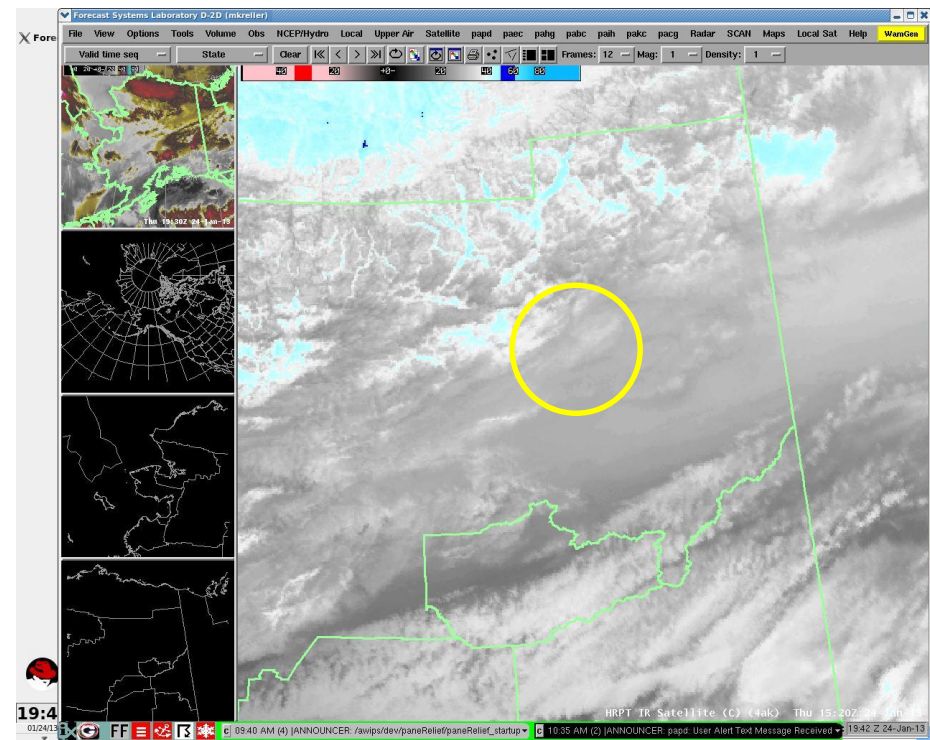 Forecast Systems Laboratory D-2D (mkrelier)
Fore
File View Options Tools Volume Obs NCEP/Hydro Local Upper Air Satellite papd paec pahg pabc paih pakc pacg Radar SCAN Maps Local Sat Help WarnGen
Valid time seq State Clear Frames: 12 Mag: 1 Density: 1
40 20 +0- 20 40 60 80
Thu 19:30Z 24-Jan-13
HRPT IR Satellite (C) (4ak) Thu 15:20Z 24-Jan-13
19:4
01/24/13
FF
C 09:40 AM (4) |ANNOUNCER: /awips/dev/paneRelief/paneRelief_startup
C 10:35 AM (2) |ANNOUNCER: papd: User Alert Text Message Received
19:42 Z 24-Jan-13